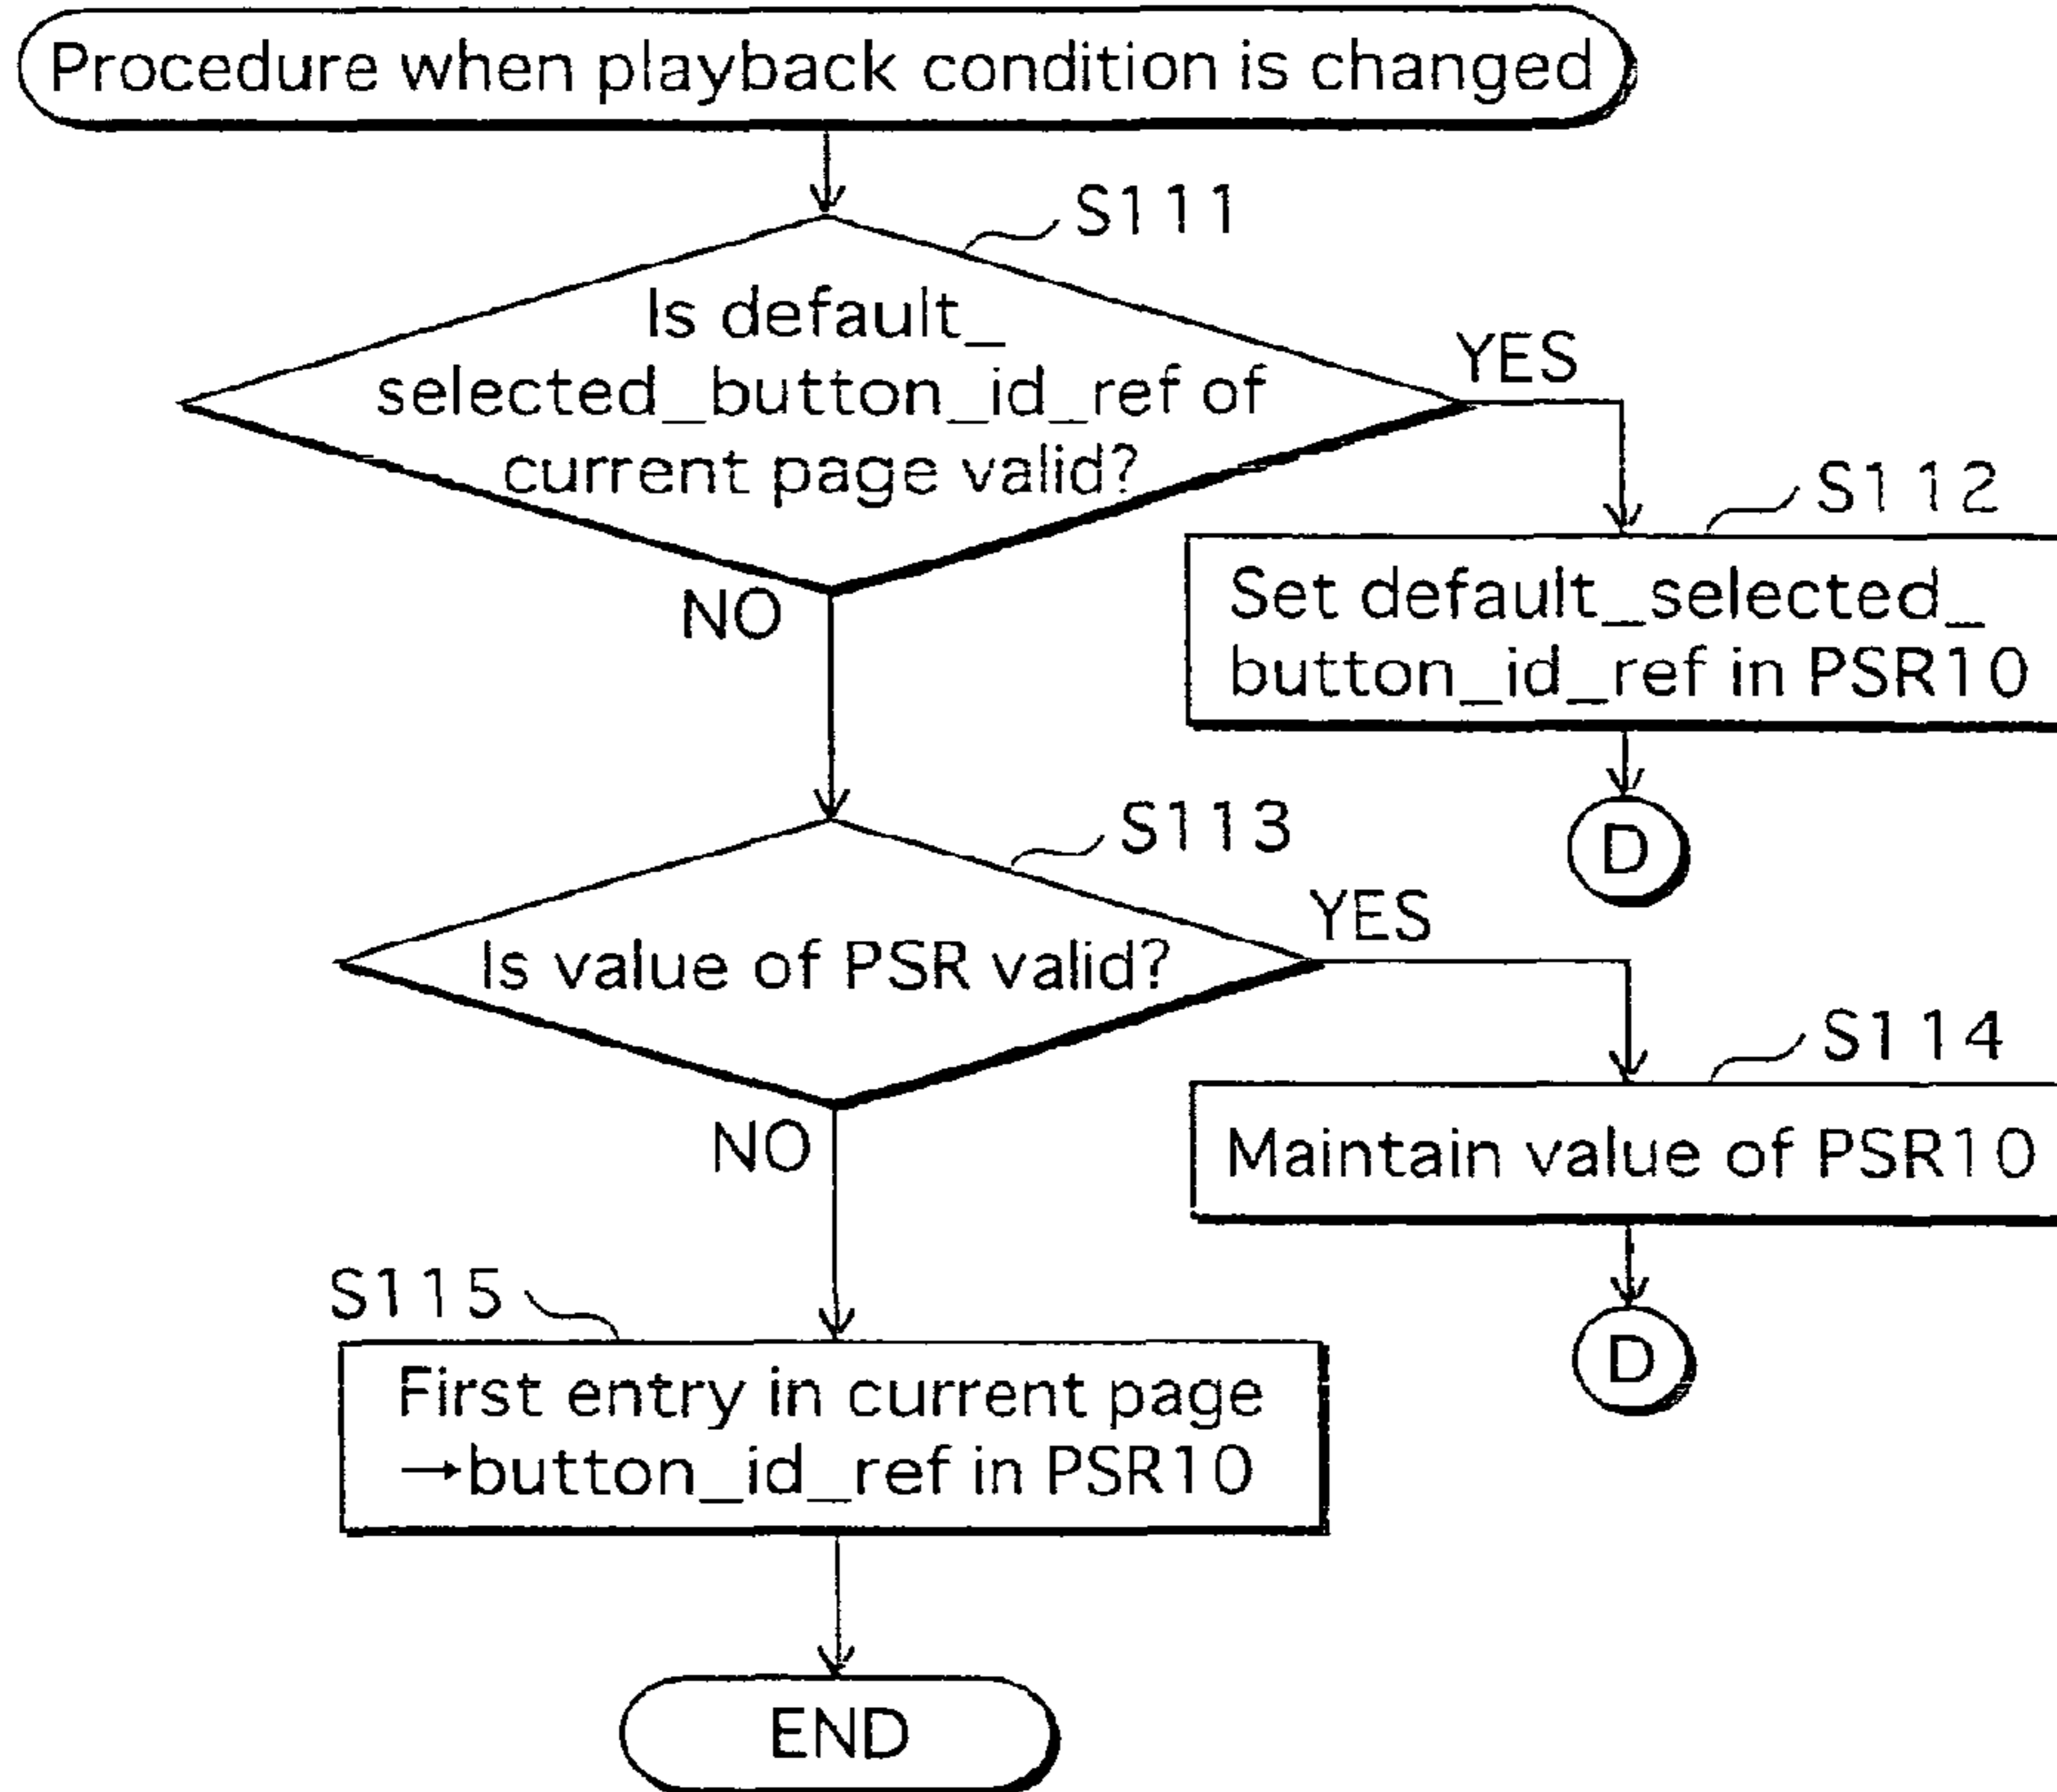 Procedure when playback condition is changed
S111
Is default_
selected_button_id_ref of
current page valid?
YES
NO
S112
Set default_selected_
button_id_ref in PSR10
D
S113
Is value of PSR valid?
YES
NO
S114
Maintain value of PSR10
D
S115
First entry in current page
→button_id_ref in PSR10
END